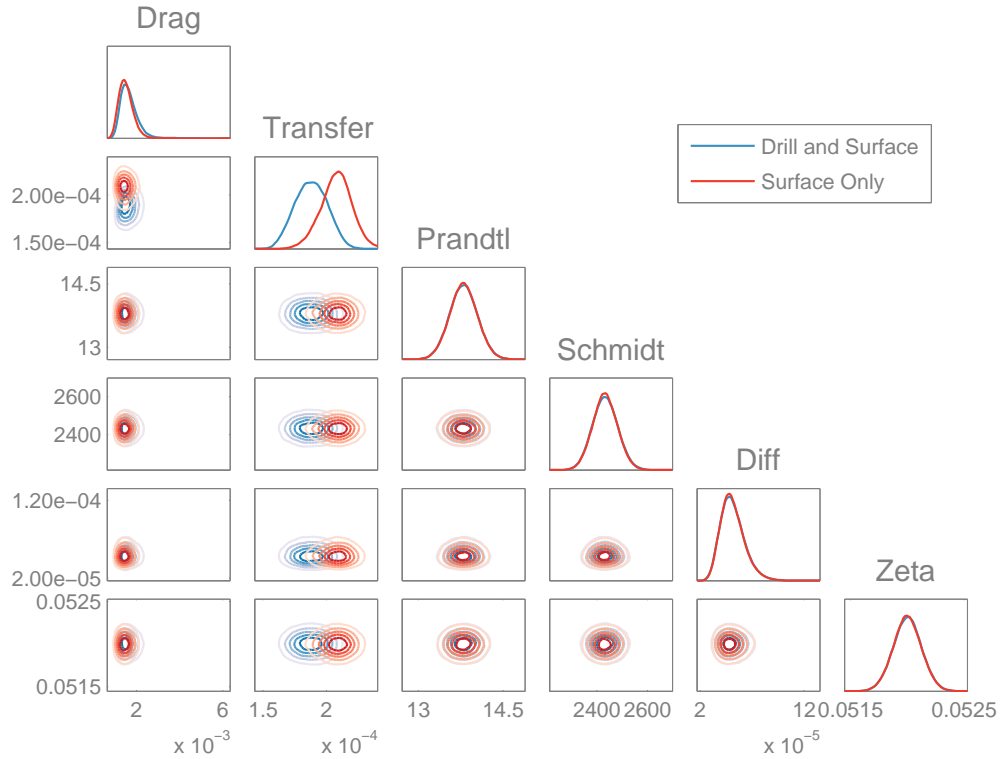 Drag
Transfer
Drill and Surface
Surface Only
2.00e−04
1.50e−04
Prandtl
14.5
13
Schmidt
2600
2400
Diff
1.20e−04
2.00e−05
Zeta
0.0525
0.0515
2 6 1.5 2 13 14.5 2400 2600 2 12 0.0515 0.0525
x 10⁻³ x 10⁻⁴ x 10⁻⁵